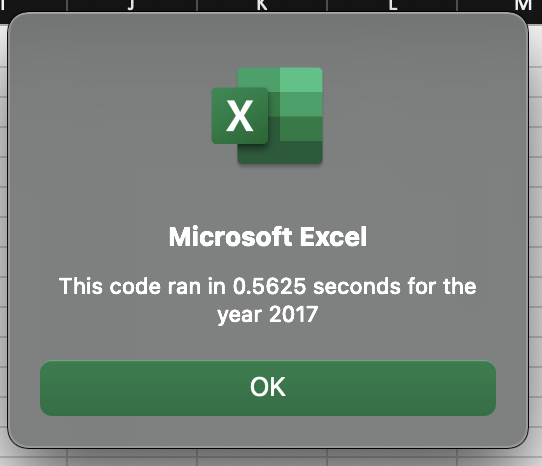 J K L M
X
Microsoft Excel
This code ran in 0.5625 seconds for the
year 2017
OK